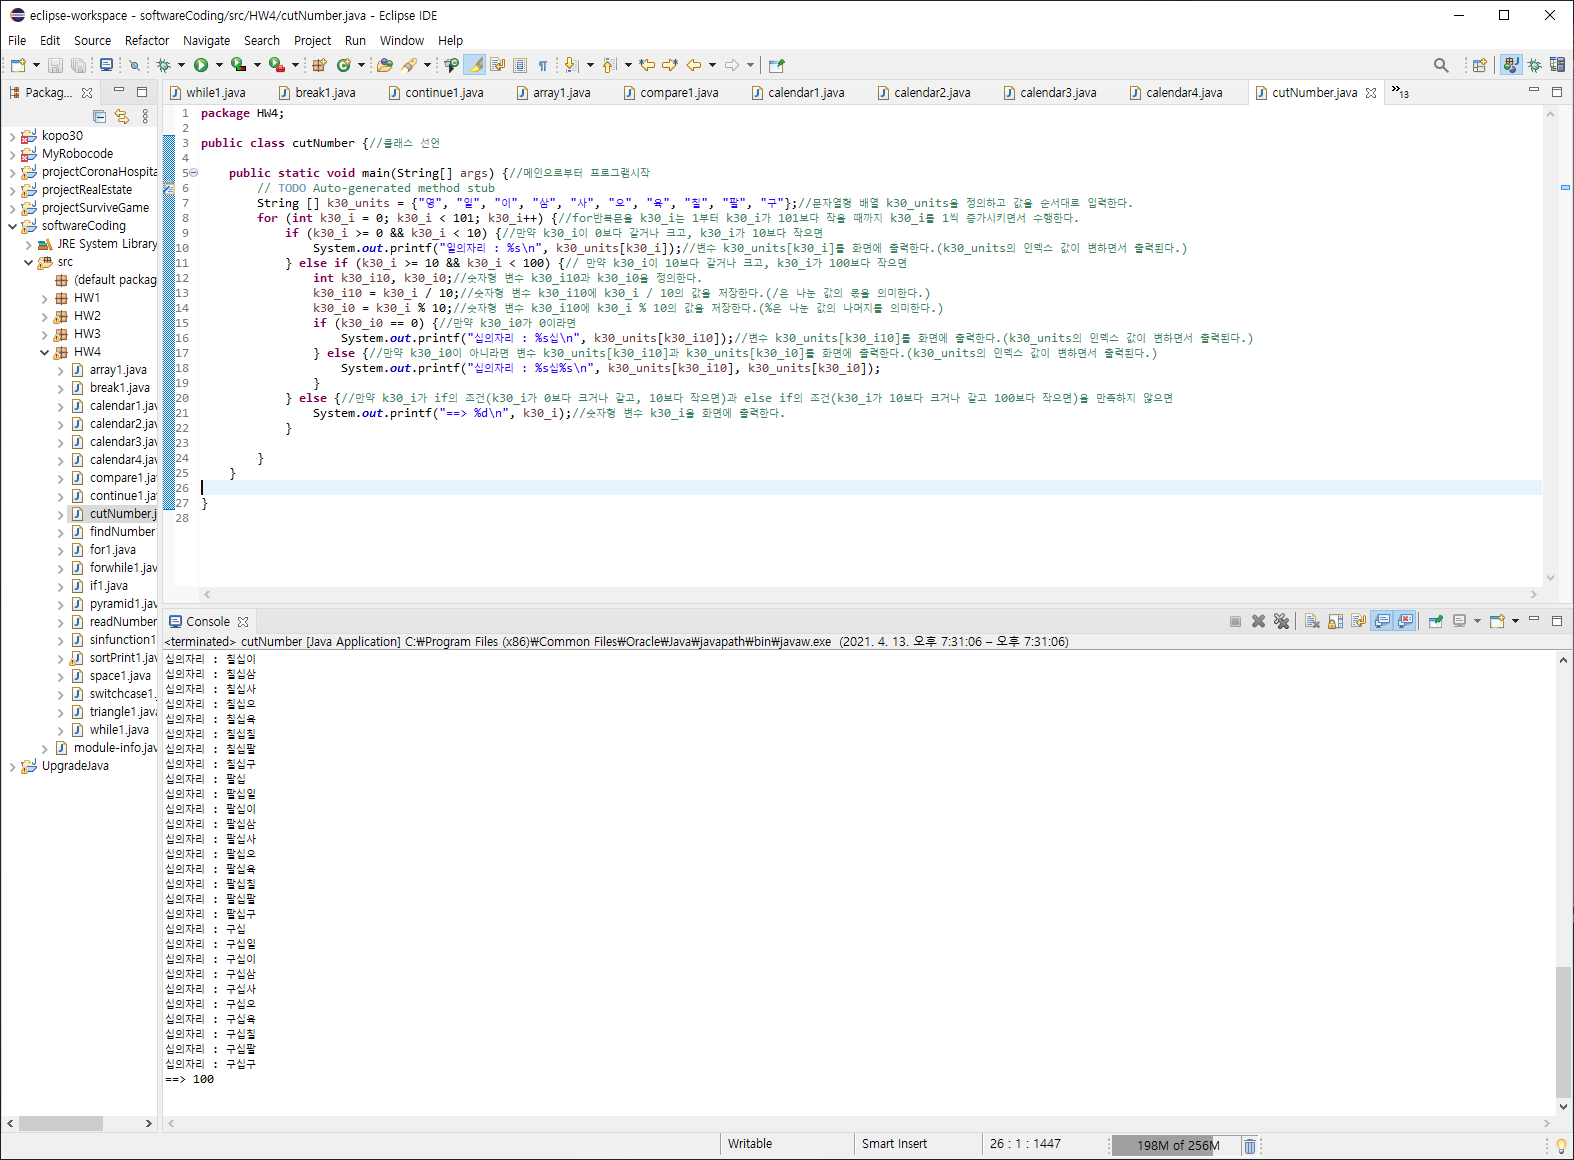 eclipse-workspace - softwareCoding/src/HW4/cutNumber.java - Eclipse IDE
File Edit Source Refactor Navigate Search Project Run Window Help
Packag...
while1.java break1.java continue1.java array1.java compare1.java calendar1.java calendar2.java calendar3.java calendar4.java cutNumber.java »13
kopo30
MyRobocode
projectCoronaHospita
projectRealEstate
projectSurviveGame
softwareCoding
JRE System Library
src
(default packag
HW1
HW2
HW3
HW4
array1.java
break1.java
calendar1.jav
calendar2.jav
calendar3.jav
calendar4.jav
compare1.jav
continue1.jav
cutNumber.j
findNumber
for1.java
forwhile1.jav
if1.java
pyramid1.jav
readNumber
sinfunction1
sortPrint1.jav
space1.java
switchcase1.
triangle1.java
while1.java
module-info.jav
UpgradeJava
1 package HW4;
2
3 public class cutNumber {//클래스 선언
4
5 public static void main(String[] args) {//메인으로부터 프로그램시작
6 // TODO Auto-generated method stub
7 String [] k30_units = {"영", "일", "이", "삼", "사", "오", "육", "칠", "팔", "구"};//문자열형 배열 k30_units을 정의하고 값을 순서대로 입력한다.
8 for (int k30_i = 0; k30_i < 101; k30_i++) {//for반복문을 k30_i는 1부터 k30_i가 101보다 작을 때까지 k30_i를 1씩 증가시키면서 수행한다.
9 if (k30_i >= 0 && k30_i < 10) {//만약 k30_i이 0보다 같거나 크고, k30_i가 10보다 작으면
10 System.out.printf("일의자리 : %s\n", k30_units[k30_i]);//변수 k30_units[k30_i]를 화면에 출력한다.(k30_units의 인덱스 값이 변하면서 출력된다.)
11 } else if (k30_i >= 10 && k30_i < 100) {// 만약 k30_i이 10보다 같거나 크고, k30_i가 100보다 작으면
12 int k30_i10, k30_i0;//숫자형 변수 k30_i10과 k30_i0을 정의한다.
13 k30_i10 = k30_i / 10;//숫자형 변수 k30_i10에 k30_i / 10의 값을 저장한다.(/은 나눈 값의 몫을 의미한다.)
14 k30_i0 = k30_i % 10;//숫자형 변수 k30_i10에 k30_i % 10의 값을 저장한다.(%은 나눈 값의 나머지를 의미한다.)
15 if (k30_i0 == 0) {//만약 k30_i0가 0이라면
16 System.out.printf("십의자리 : %s십\n", k30_units[k30_i10]);//변수 k30_units[k30_i10]를 화면에 출력한다.(k30_units의 인덱스 값이 변하면서 출력된다.)
17 } else {//만약 k30_i0이 아니라면 변수 k30_units[k30_i10]과 k30_units[k30_i0]를 화면에 출력한다.(k30_units의 인덱스 값이 변하면서 출력된다.)
18 System.out.printf("십의자리 : %s십%s\n", k30_units[k30_i10], k30_units[k30_i0]);
19 }
20 } else {//만약 k30_i가 if의 조건(k30_i가 0보다 크거나 같고, 10보다 작으면)과 else if의 조건(k30_i가 10보다 크거나 같고 100보다 작으면)을 만족하지 않으면
21 System.out.printf("==> %d\n", k30_i);//숫자형 변수 k30_i을 화면에 출력한다.
22 }
23
24 }
25 }
26
27 }
28
Console
<terminated> cutNumber [Java Application] C:₩Program Files (x86)₩Common Files₩Oracle₩Java₩javapath₩bin₩javaw.exe (2021. 4. 13. 오후 7:31:06 – 오후 7:31:06)
십의자리 : 칠십이
십의자리 : 칠십삼
십의자리 : 칠십사
십의자리 : 칠십오
십의자리 : 칠십육
십의자리 : 칠십칠
십의자리 : 칠십팔
십의자리 : 칠십구
십의자리 : 팔십
십의자리 : 팔십일
십의자리 : 팔십이
십의자리 : 팔십삼
십의자리 : 팔십사
십의자리 : 팔십오
십의자리 : 팔십육
십의자리 : 팔십칠
십의자리 : 팔십팔
십의자리 : 팔십구
십의자리 : 구십
십의자리 : 구십일
십의자리 : 구십이
십의자리 : 구십삼
십의자리 : 구십사
십의자리 : 구십오
십의자리 : 구십육
십의자리 : 구십칠
십의자리 : 구십팔
십의자리 : 구십구
==> 100
Writable Smart Insert 26 : 1 : 1447 198M of 256M